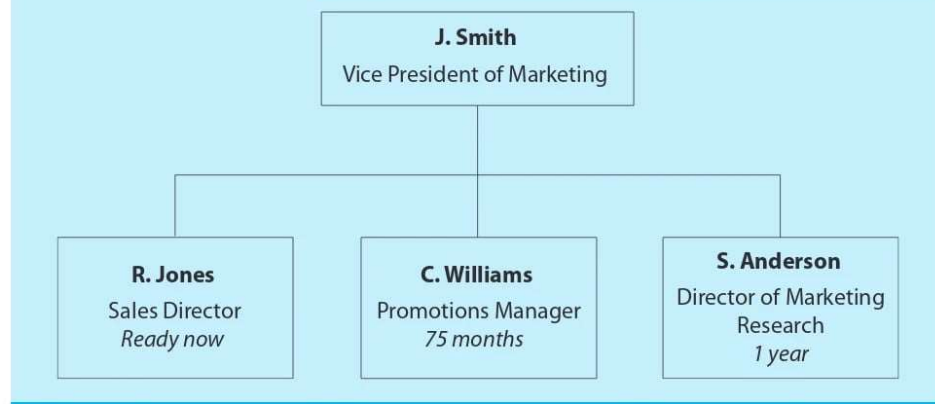 J. Smith
Vice President of Marketing
R. Jones
Sales Director
Ready now
C. Williams
Promotions Manager
75 months
S. Anderson
Director of Marketing
Research
1 year